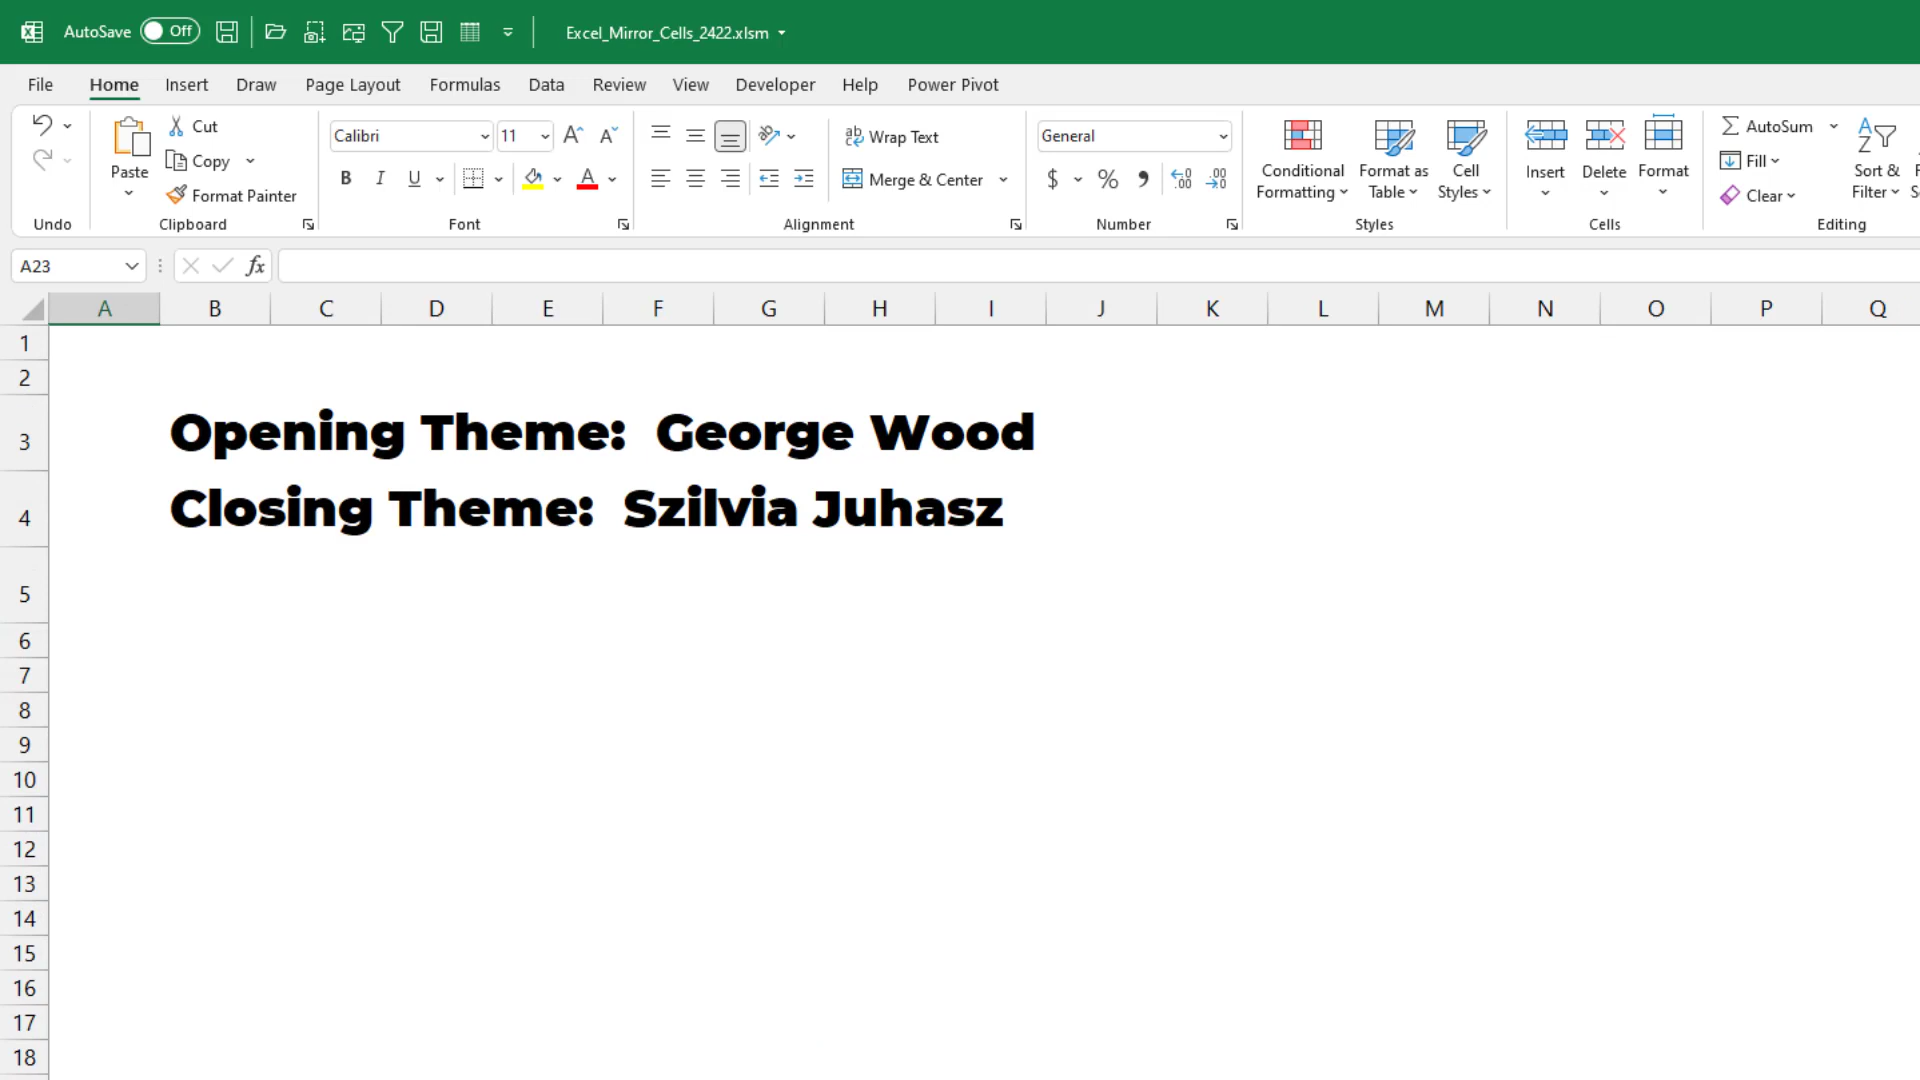 AutoSave Off Excel_Mirror_Cells_2422.xlsm
File Home Insert Draw Page Layout Formulas Data Review View Developer Help Power Pivot
Paste Cut Copy Format Painter
Calibri 11
B I U A
Wrap Text
Merge & Center
General
$ % 9 .00 .00
Conditional Formatting Format as Table Cell Styles
Insert Delete Format
AutoSum Fill Clear
Sort & Filter
Undo Clipboard Font Alignment Number Styles Cells Editing
A23 fx
A B C D E F G H I J K L M N O P Q
1
2
3 Opening Theme: George Wood
4 Closing Theme: Szilvia Juhasz
5
6
7
8
9
10
11
12
13
14
15
16
17
18